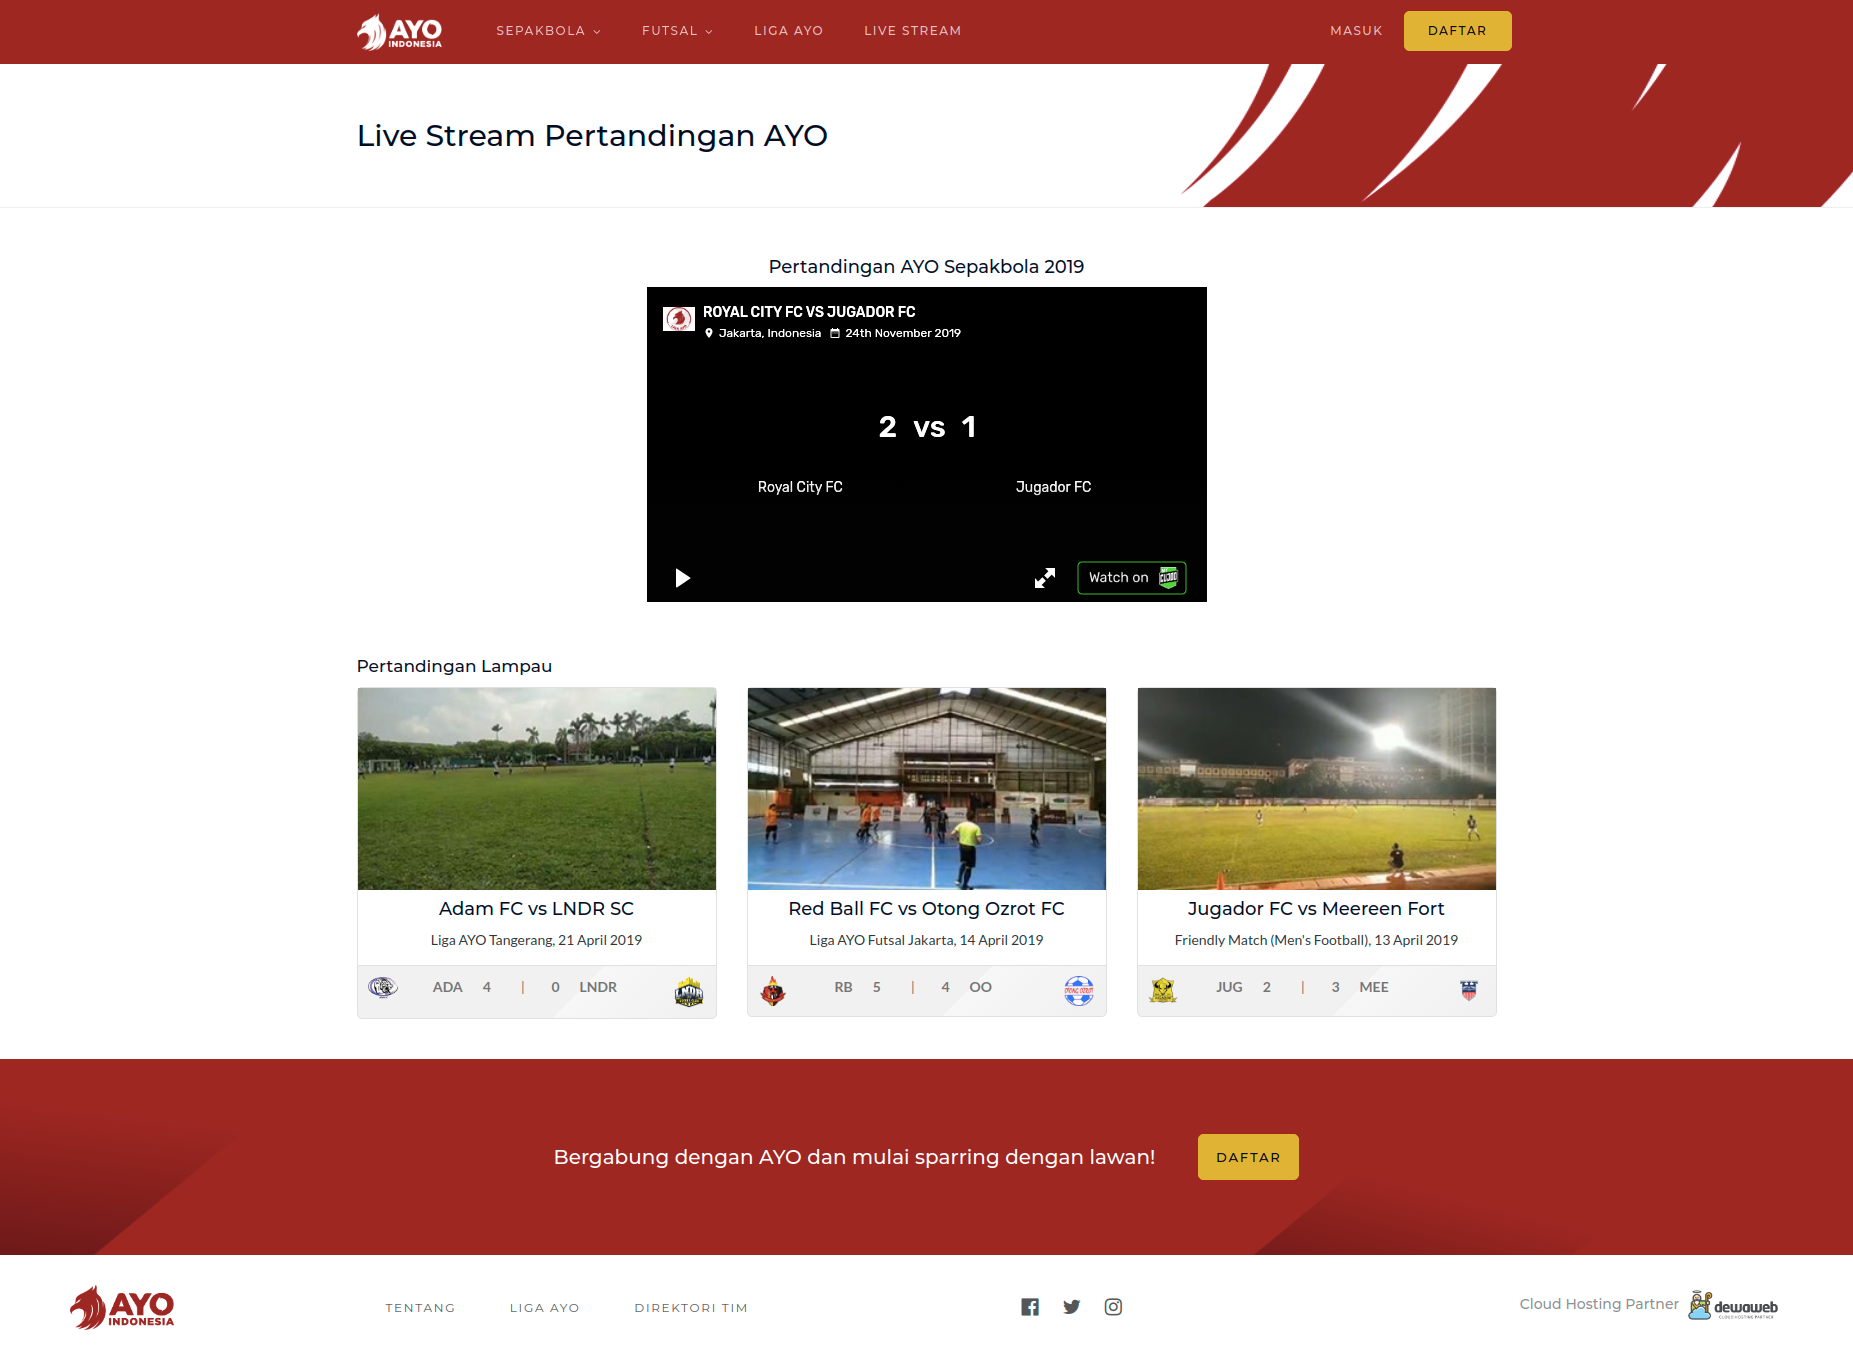 AYO
INDONESIA
SEPAKBOLA
FUTSAL
LIGA AYO
LIVE STREAM
MASUK
DAFTAR
Live Stream Pertandingan AYO
Pertandingan AYO Sepakbola 2019
ROYAL CITY FC VS JUGADOR FC
Jakarta, Indonesia 24th November 2019
2 vs 1
Royal City FC
Jugador FC
Watch on MY CUJOO
Pertandingan Lampau
Adam FC vs LNDR SC
Liga AYO Tangerang, 21 April 2019
ADA 4 | 0 LNDR
Red Ball FC vs Otong Ozrot FC
Liga AYO Futsal Jakarta, 14 April 2019
RB 5 | 4 OO
Jugador FC vs Meereen Fort
Friendly Match (Men's Football), 13 April 2019
JUG 2 | 3 MEE
Bergabung dengan AYO dan mulai sparring dengan lawan!
DAFTAR
AYO
INDONESIA
TENTANG
LIGA AYO
DIREKTORI TIM
Cloud Hosting Partner
dewaweb
CLOUD HOSTING PARTNER